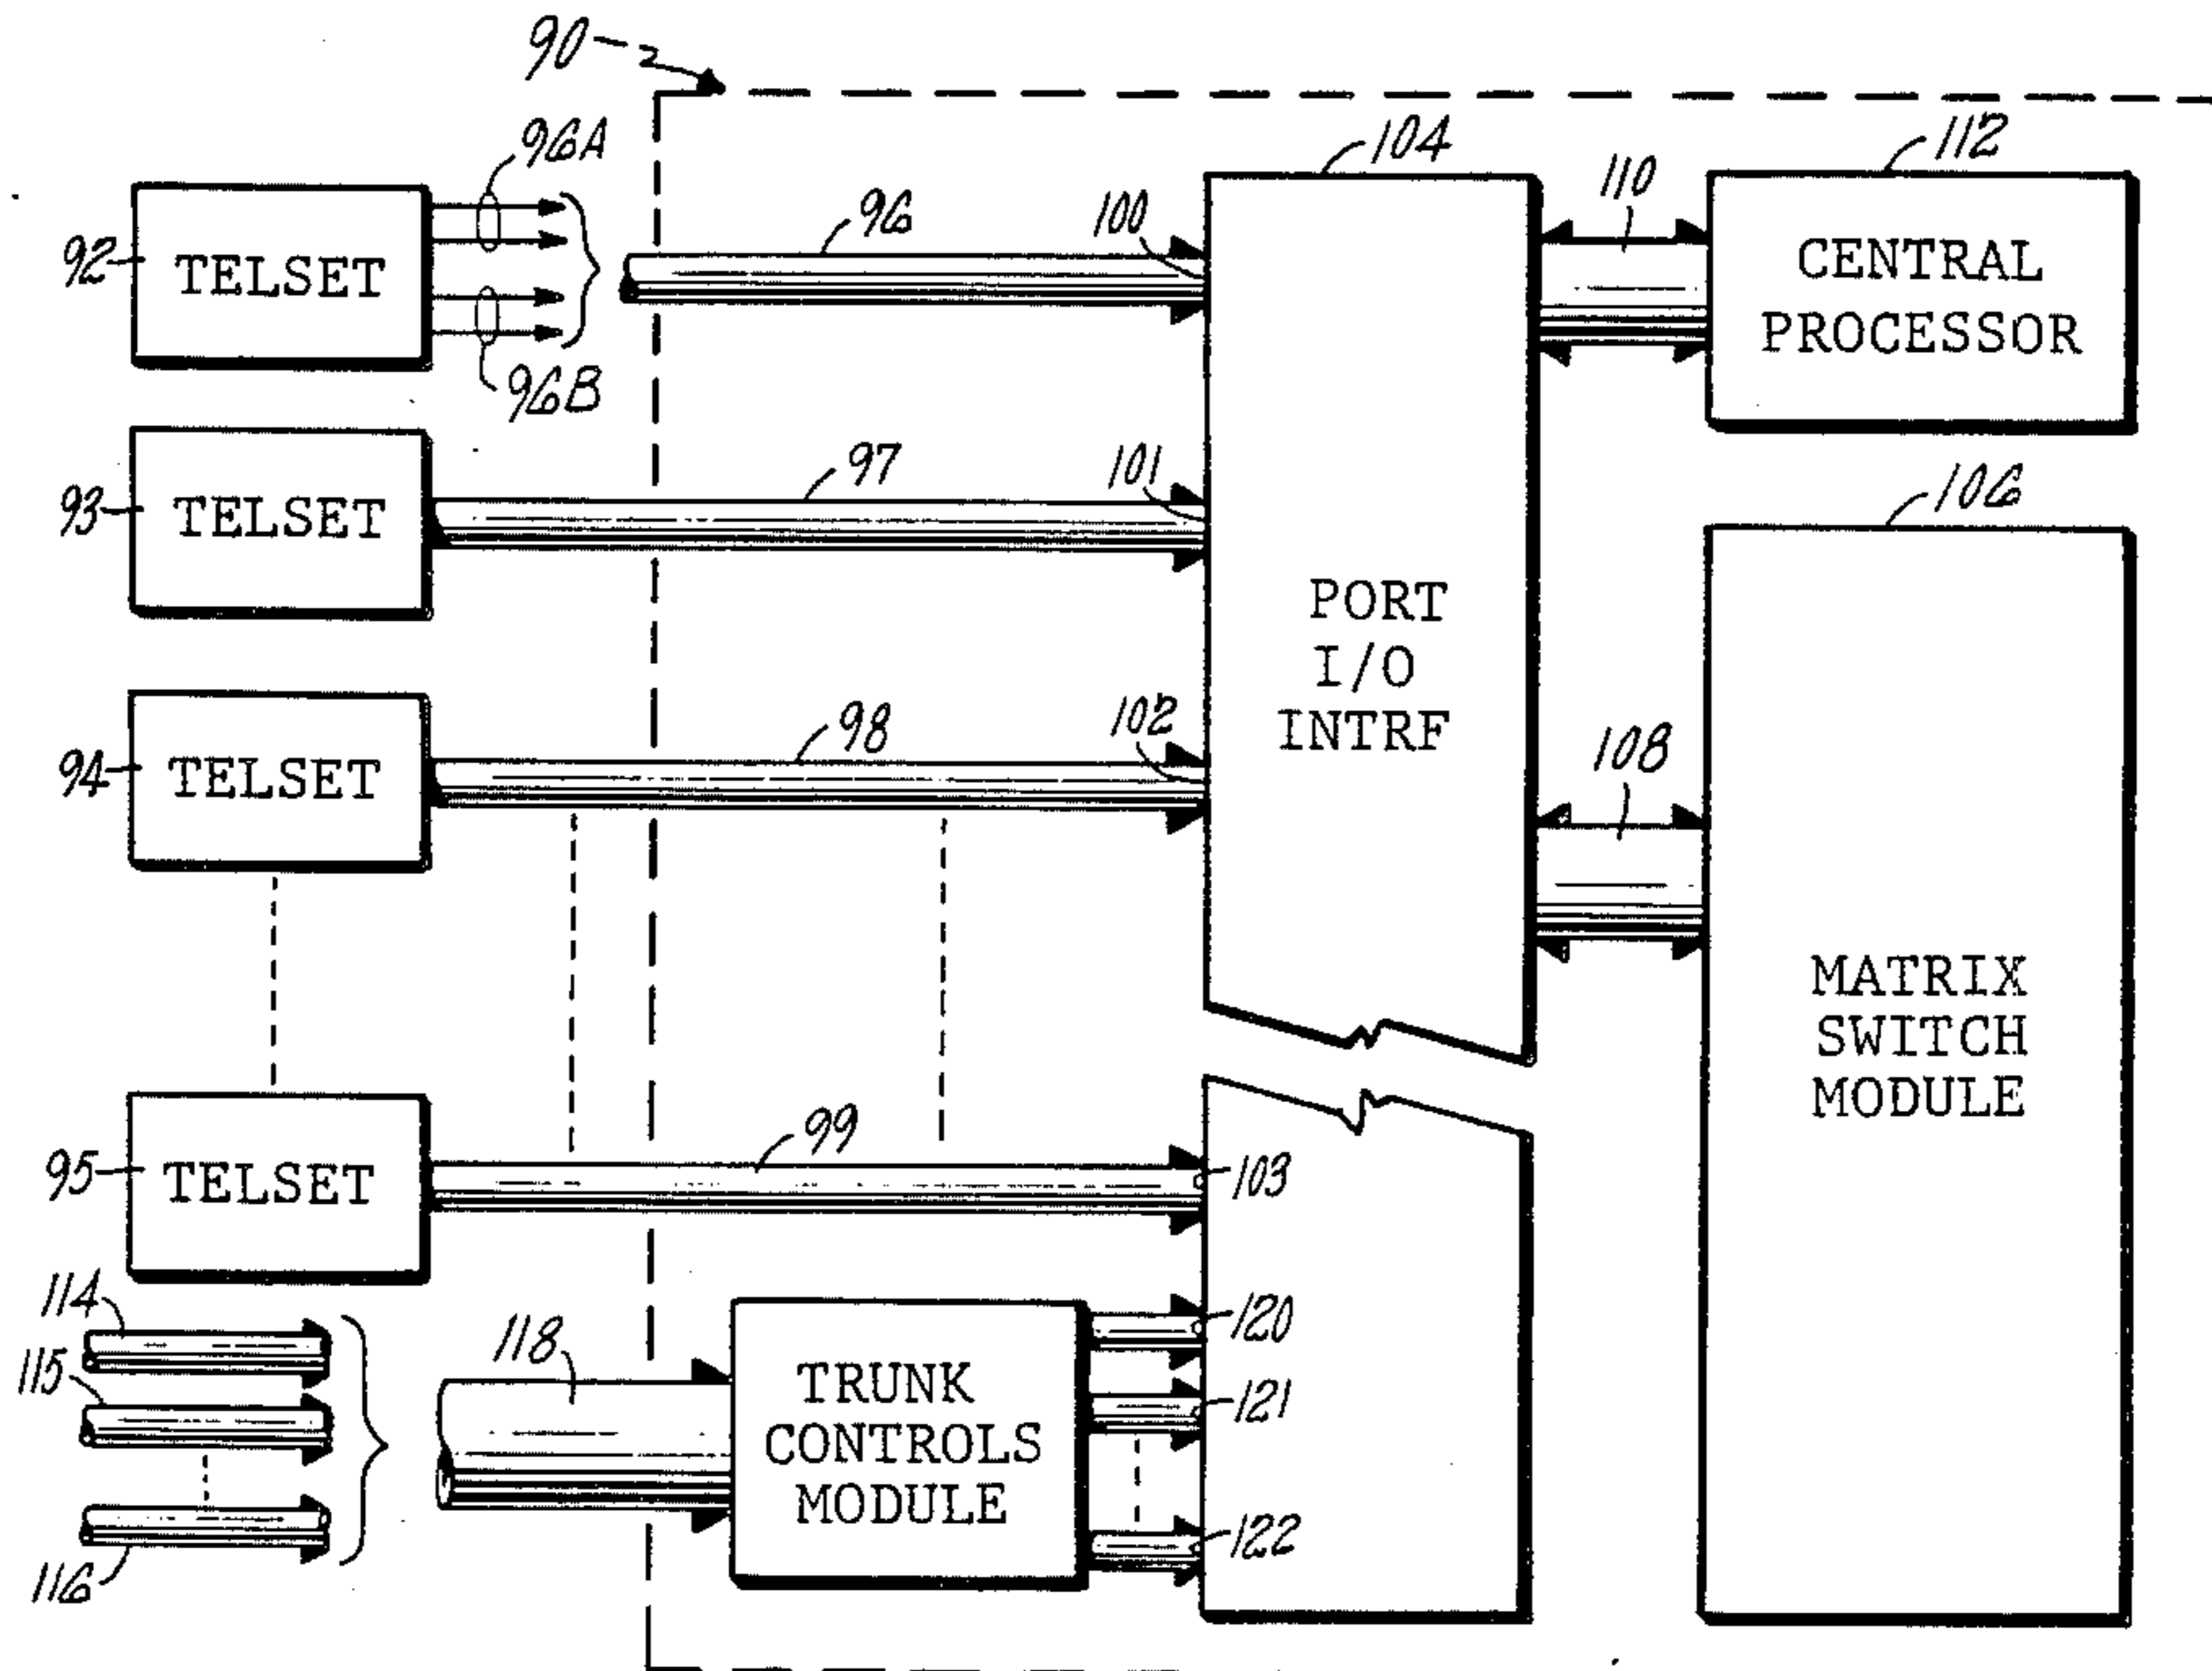 90
96A
104
112
92
TELSET
96
100
110
CENTRAL
PROCESSOR
96B
93
TELSET
97
101
106
PORT
I/O
INTRF
94
TELSET
98
102
108
MATRIX
SWITCH
MODULE
95
TELSET
99
103
114
115
116
118
TRUNK
CONTROLS
MODULE
120
121
122